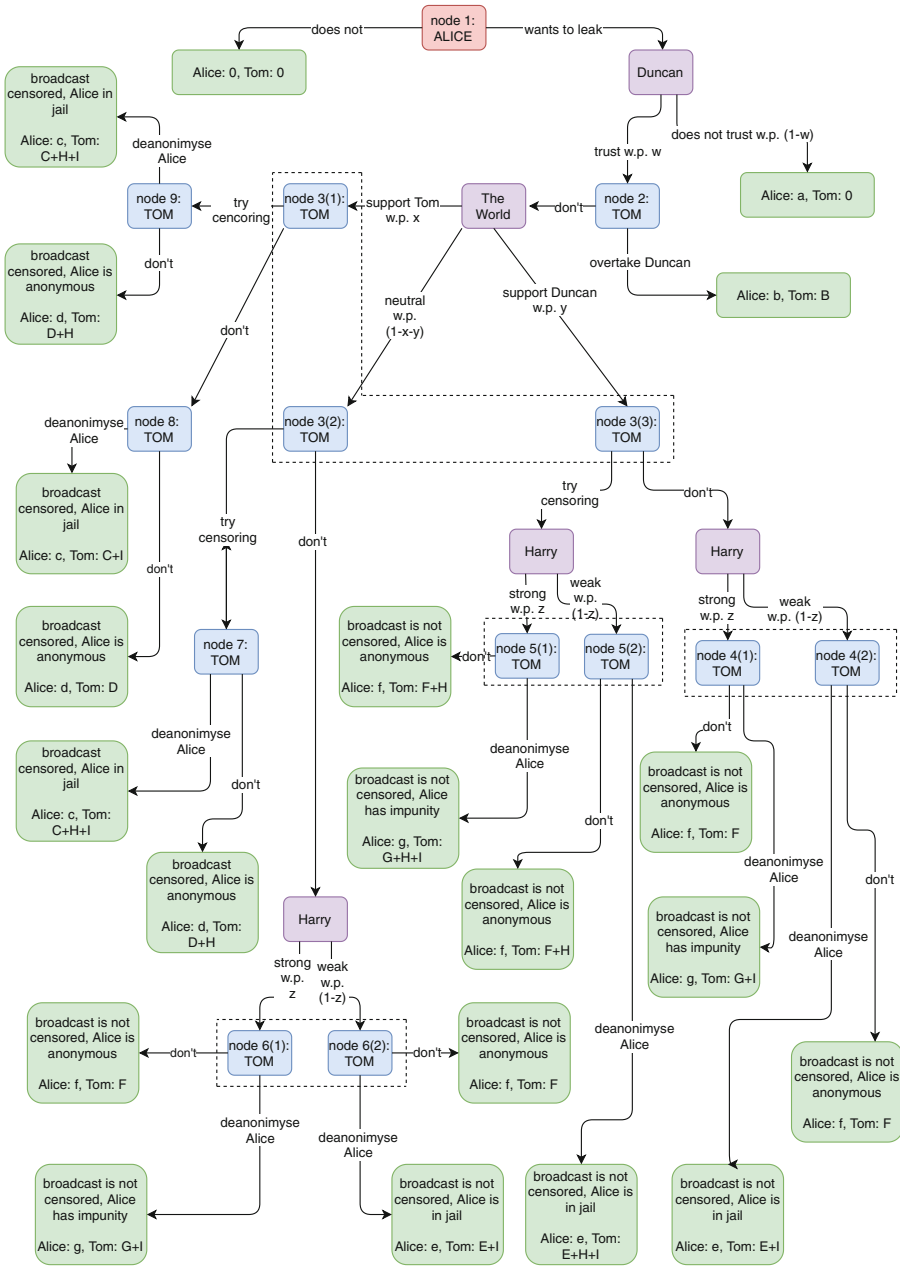 node 1:
ALICE
does not
wants to leak
Alice: 0, Tom: 0
Duncan
does not trust w.p. (1-w)
trust w.p. w
Alice: a, Tom: 0
broadcast
censored, Alice in
jail
Alice: c, Tom:
C+H+I
deanonimyse
Alice
node 9:
TOM
try
cencoring
node 3(1):
TOM
support Tom
w.p. x
The
World
don't
node 2:
TOM
overtake Duncan
Alice: b, Tom: B
don't
broadcast
censored, Alice is
anonymous
Alice: d, Tom:
D+H
neutral
w.p.
(1-x-y)
support Duncan
w.p. y
don't
deanonimyse
Alice
node 8:
TOM
node 3(2):
TOM
node 3(3):
TOM
broadcast
censored, Alice in
jail
Alice: c, Tom: C+I
don't
try
censoring
don't
try
censoring
don't
Harry
Harry
strong
w.p. z
weak
w.p.
(1-z)
strong
w.p. z
weak
w.p. (1-z)
broadcast
censored, Alice is
anonymous
Alice: d, Tom: D
node 7:
TOM
broadcast is not
censored, Alice is
anonymous
Alice: f, Tom: F+H
don't
node 5(1):
TOM
node 5(2):
TOM
node 4(1):
TOM
node 4(2):
TOM
deanonimyse
Alice
don't
broadcast
censored, Alice in
jail
Alice: c, Tom:
C+H+I
deanonimyse
Alice
don't
don't
broadcast is not
censored, Alice is
anonymous
Alice: f, Tom: F
deanonimyse
Alice
don't
broadcast is not
censored, Alice
has impunity
Alice: g, Tom:
G+H+I
broadcast
censored, Alice is
anonymous
Alice: d, Tom:
D+H
broadcast is not
censored, Alice is
anonymous
Alice: f, Tom: F+H
broadcast is not
censored, Alice
has impunity
Alice: g, Tom: G+I
deanonimyse
Alice
Harry
strong
w.p.
z
weak
w.p.
(1-z)
deanonimyse
Alice
broadcast is not
censored, Alice is
anonymous
Alice: f, Tom: F
don't
node 6(1):
TOM
node 6(2):
TOM
don't
broadcast is not
censored, Alice is
anonymous
Alice: f, Tom: F
broadcast is not
censored, Alice is
anonymous
Alice: f, Tom: F
deanonimyse
Alice
deanonimyse
Alice
broadcast is not
censored, Alice
has impunity
Alice: g, Tom: G+I
broadcast is not
censored, Alice is
in jail
Alice: e, Tom: E+I
broadcast is not
censored, Alice is
in jail
Alice: e, Tom:
E+H+I
broadcast is not
censored, Alice is
in jail
Alice: e, Tom: E+I